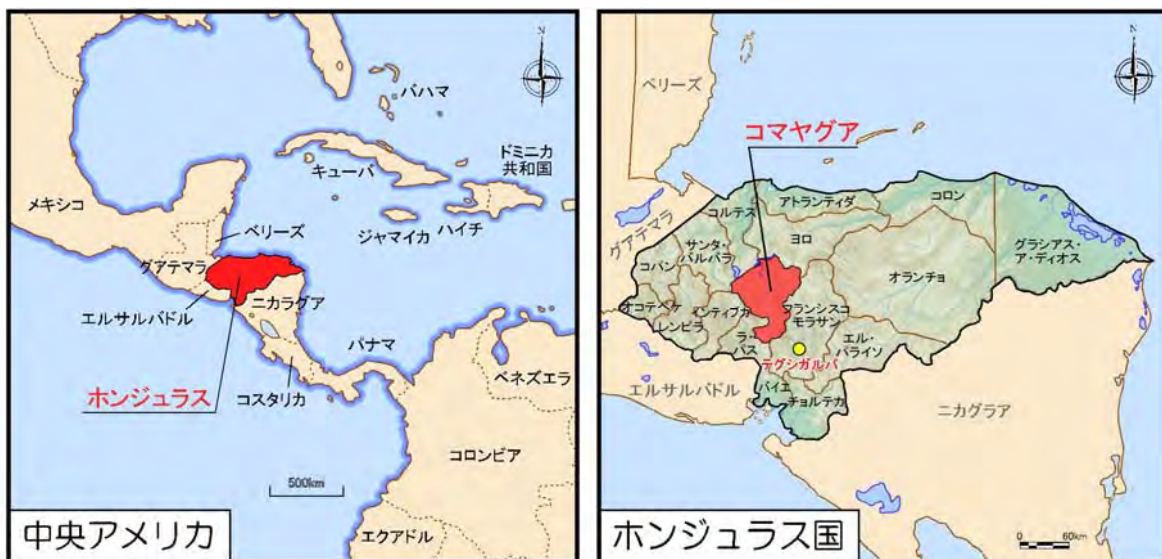 バハマ
ドミニカ
共和国
キューバ
メキシコ
ジャマイカ
ハイチ
ベリーズ
グアテマラ
ニカラグア
エルサルバドル
パナマ
ベネズエラ
ホンジュラス
コスタリカ
コロンビア
500km
エクアドル
中央アメリカ
ベリーズ
コマヤグア
グアテマラ
コルテス
アトランティダ
コロン
サンタ・
バルバラ
ヨロ
グラシアス・
ア・ディオス
コパン
オランチョ
オコテペケ
レンピラ
インティブカ
フランシスコ
モラサン
ラ・
パス
エル・
パライソ
テグシガルパ
エルサルバドル
バイエ
チョルテカ
ニカグラア
0
60km
ホンジュラス国